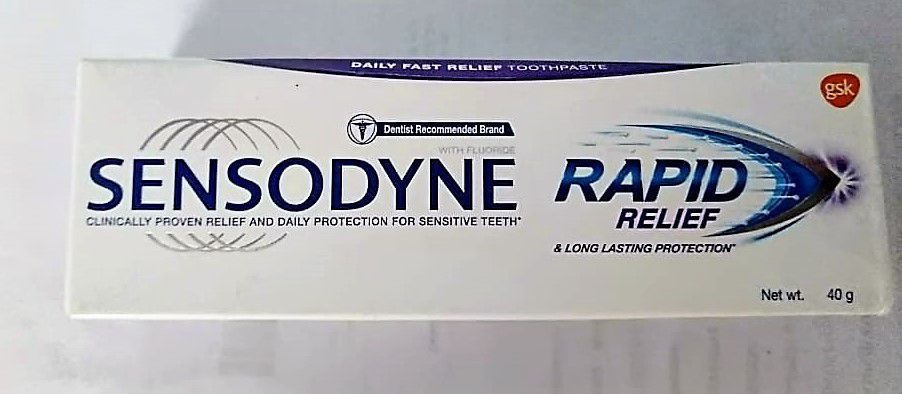 DAILY FAST RELIEF TOOTHPASTE
gsk
Dentist Recommended Brand
WITH FLUORIDE
SENSODYNE
CLINICALLY PROVEN RELIEF AND DAILY PROTECTION FOR SENSITIVE TEETH*
RAPID
RELIEF
& LONG LASTING PROTECTION*
Net wt. 40 g